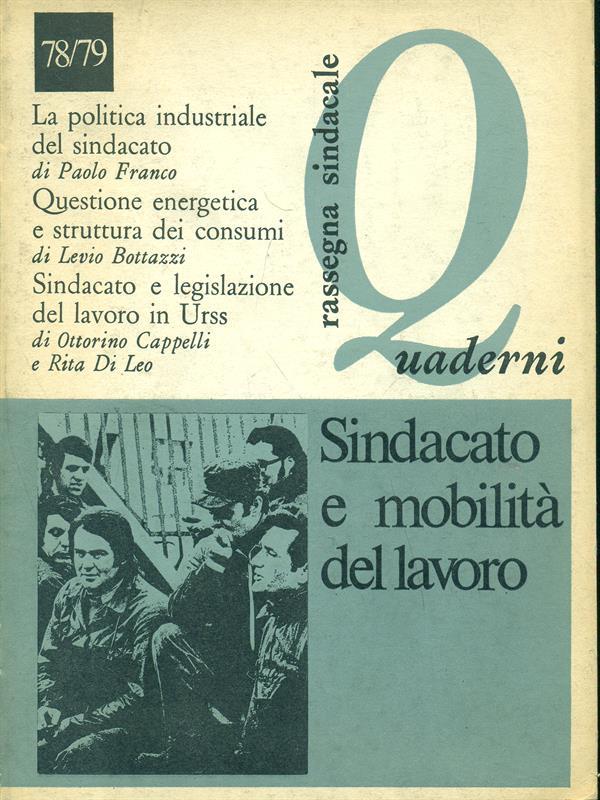 78/79
La politica industriale
del sindacato
di Paolo Franco
Questione energetica
e struttura dei consumi
di Levio Bottazzi
Sindacato e legislazione
del lavoro in Urss
di Ottorino Cappelli
e Rita Di Leo
rassegna sindacale
Quaderni
Sindacato
e mobilità
del lavoro